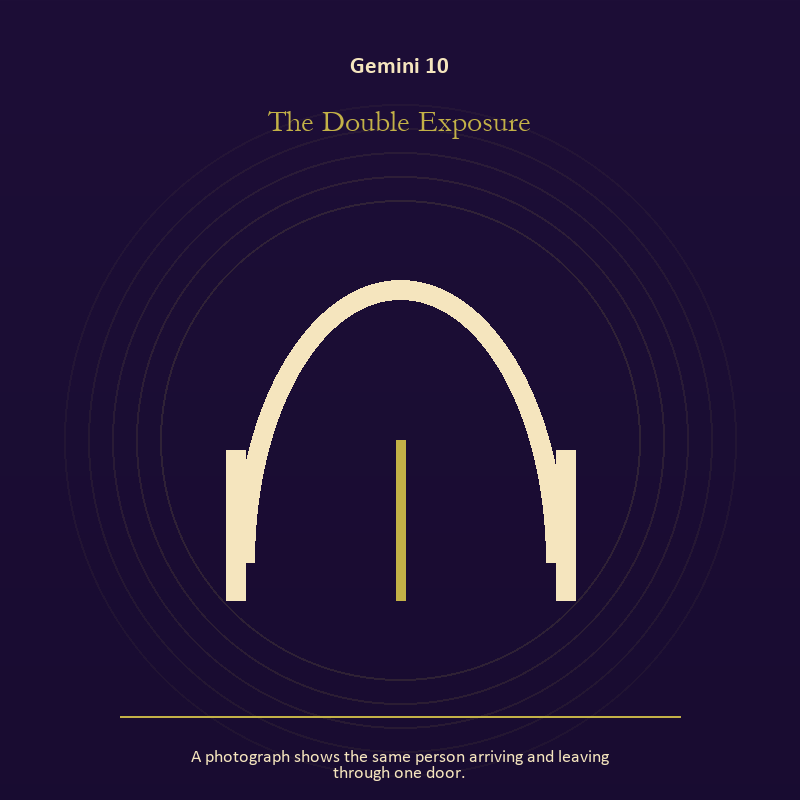 Gemini 10
The Double Exposure
A photograph shows the same person arriving and leaving
through one door.